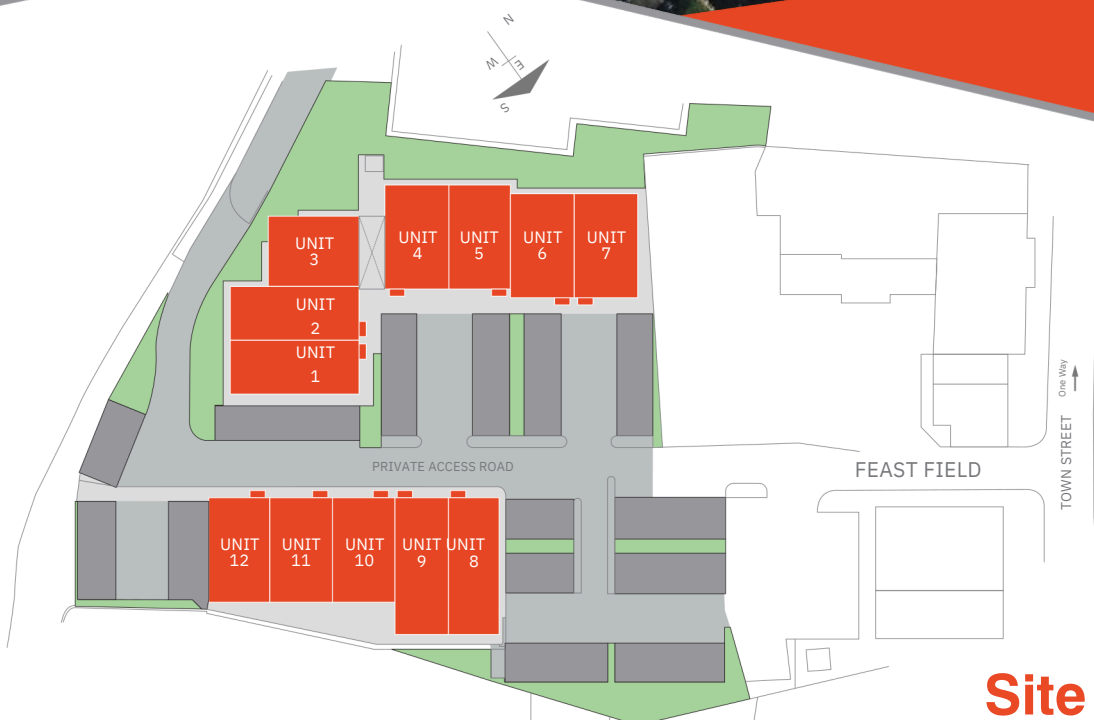 N
W
E
S
UNIT
3
UNIT
4
UNIT
5
UNIT
6
UNIT
7
UNIT
2
UNIT
1
One Way
TOWN STREET
PRIVATE ACCESS ROAD
FEAST FIELD
UNIT
12
UNIT
11
UNIT
10
UNIT
9
UNIT
8
Site